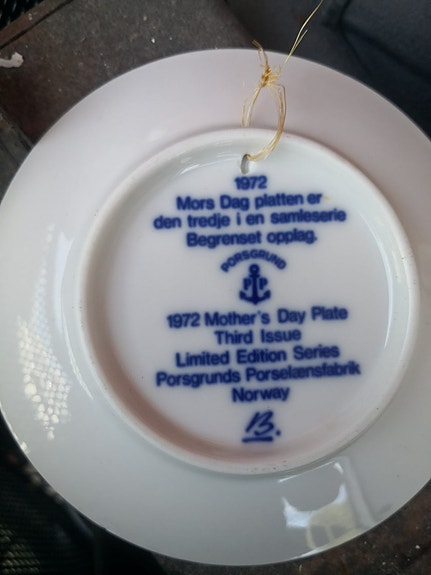 1972
Mors Dag platten er
den tredje i en samleserie
Begrenset opplag.
PORSGRUND
P P
1972 Mother's Day Plate
Third Issue
Limited Edition Series
Porsgrunds Porselænsfabrik
Norway
B.